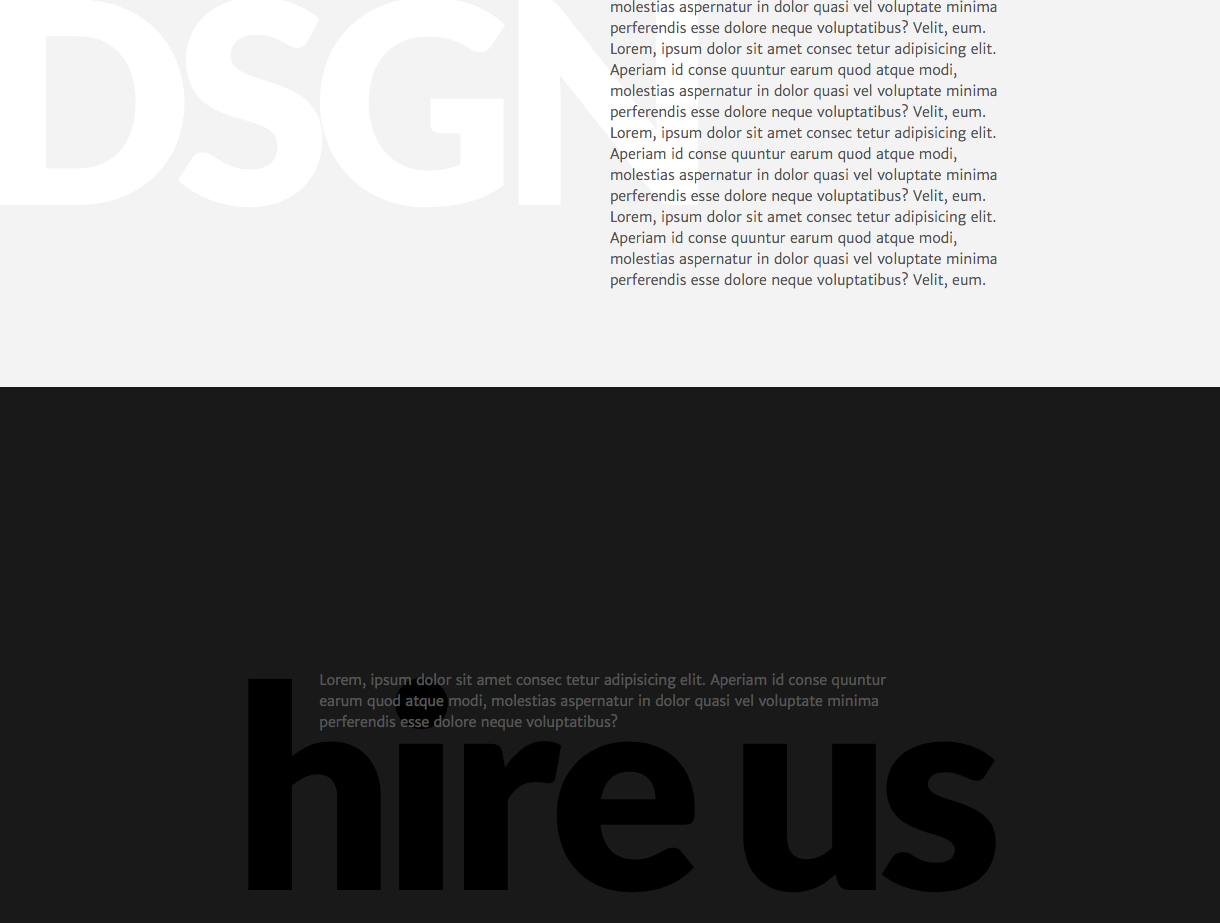 DSGN
molestias aspernatur in dolor quasi vel voluptate minima
perferendis esse dolore neque voluptatibus? Velit, eum.
Lorem, ipsum dolor sit amet consec tetur adipisicing elit.
Aperiam id conse quuntur earum quod atque modi,
molestias aspernatur in dolor quasi vel voluptate minima
perferendis esse dolore neque voluptatibus? Velit, eum.
Lorem, ipsum dolor sit amet consec tetur adipisicing elit.
Aperiam id conse quuntur earum quod atque modi,
molestias aspernatur in dolor quasi vel voluptate minima
perferendis esse dolore neque voluptatibus? Velit, eum.
Lorem, ipsum dolor sit amet consec tetur adipisicing elit.
Aperiam id conse quuntur earum quod atque modi,
molestias aspernatur in dolor quasi vel voluptate minima
perferendis esse dolore neque voluptatibus? Velit, eum.
Lorem, ipsum dolor sit amet consec tetur adipisicing elit. Aperiam id conse quuntur
earum quod atque modi, molestias aspernatur in dolor quasi vel voluptate minima
perferendis esse dolore neque voluptatibus?
hire us